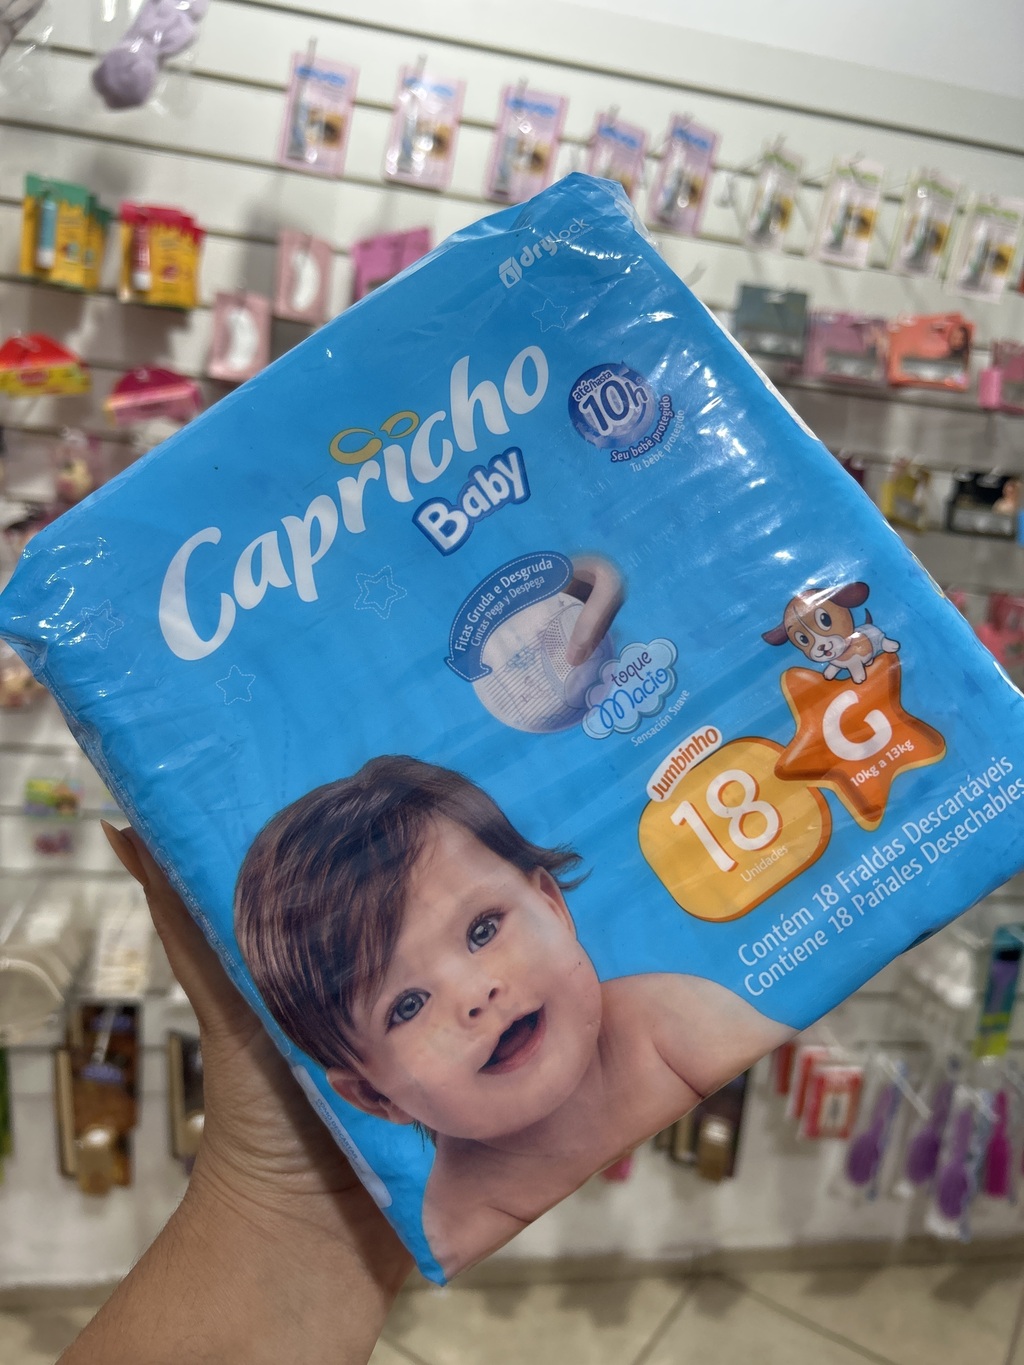 drylock
Capricho
Baby
até/hasta
10h
Seu bebê protegido
Tu bebé protegido
Fitas Gruda e Desgruda
Cintas Pega y Despega
toque
Macio
Sensación Suave
Jumbinho
18
Unidades
G
10kg a 13kg
Contém 18 Fraldas Descartáveis
Contiene 18 Pañales Desechables